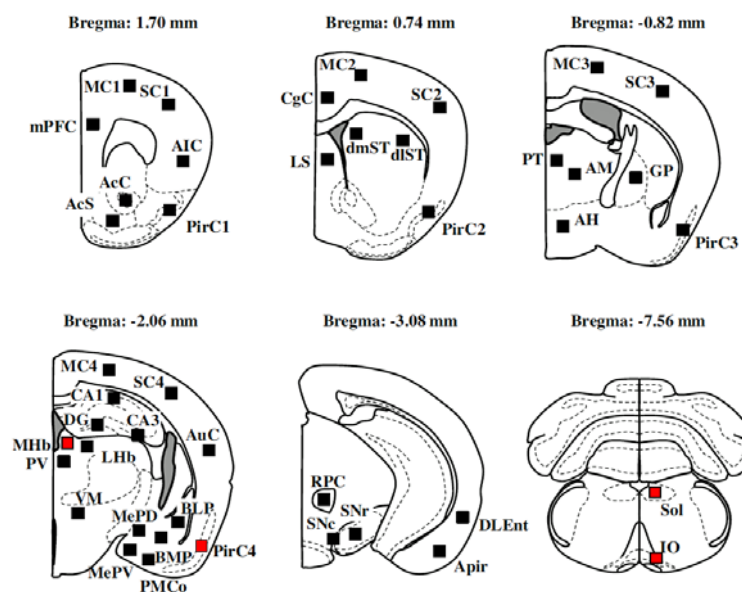 Bregma: 1.70 mm
Bregma: 0.74 mm
Bregma: -0.82 mm
MC1
SC1
mPFC
AIC
AcC
AcS
PirC1
MC2
CgC
SC2
LS
dmST
dlST
PirC2
MC3
SC3
PT
AM
GP
AH
PirC3
Bregma: -2.06 mm
Bregma: -3.08 mm
Bregma: -7.56 mm
MC4
SC4
CA1
DG
CA3
AuC
MHb
LHb
PV
VM
MePD
BLP
BMP
PirC4
MePV
PMCo
RPC
SNc
SNr
DLEnt
Apir
Sol
IO